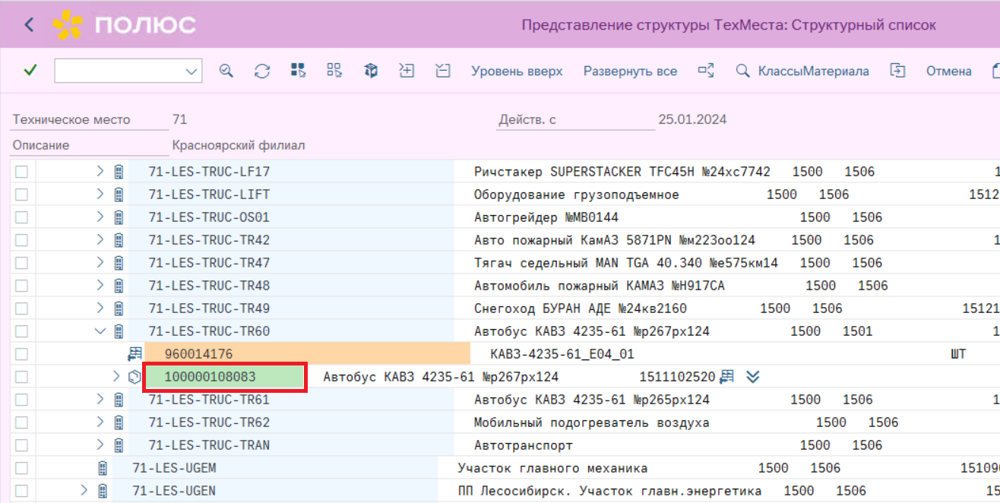 ПОЛЮС
Представление структуры ТехМеста: Структурный список
Уровень вверх Развернуть все КлассыМатериала Отмена
Техническое место 71 Действ. с 25.01.2024
Описание Красноярский филиал
71-LES-TRUC-LF17 Ричстакер SUPERSTACKER TFC45H №24хс7742 1500 1506 1
71-LES-TRUC-LIFT Оборудование грузоподъемное 1500 1506 1512
71-LES-TRUC-OS01 Автогрейдер №МВ0144 1500 1506
71-LES-TRUC-TR42 Авто пожарный КамАЗ 5871PN №м223оо124 1500 1506 1
71-LES-TRUC-TR47 Тягач седельный MAN TGA 40.340 №е575км14 1500 1506
71-LES-TRUC-TR48 Автомобиль пожарный КАМАЗ №Н917СА 1500 1506
71-LES-TRUC-TR49 Снегоход БУРАН АДЕ №24кв2160 1500 1506 15121
71-LES-TRUC-TR60 Автобус КАВЗ 4235-61 №р267рх124 1500 1501 1
960014176 КАВЗ-4235-61_E04_01 ШТ
100000108083 Автобус КАВЗ 4235-61 №р267рх124 1511102520
71-LES-TRUC-TR61 Автобус КАВЗ 4235-61 №р265рх124 1500 1506 1
71-LES-TRUC-TR62 Мобильный подогреватель воздуха 1500 1506
71-LES-TRUC-TRAN Автотранспорт 1500 1506 1
71-LES-UGEM Участок главного механика 1500 1506 15109
71-LES-UGEN ПП Лесосибирск. Участок главн.энергетика 1500 1506 15